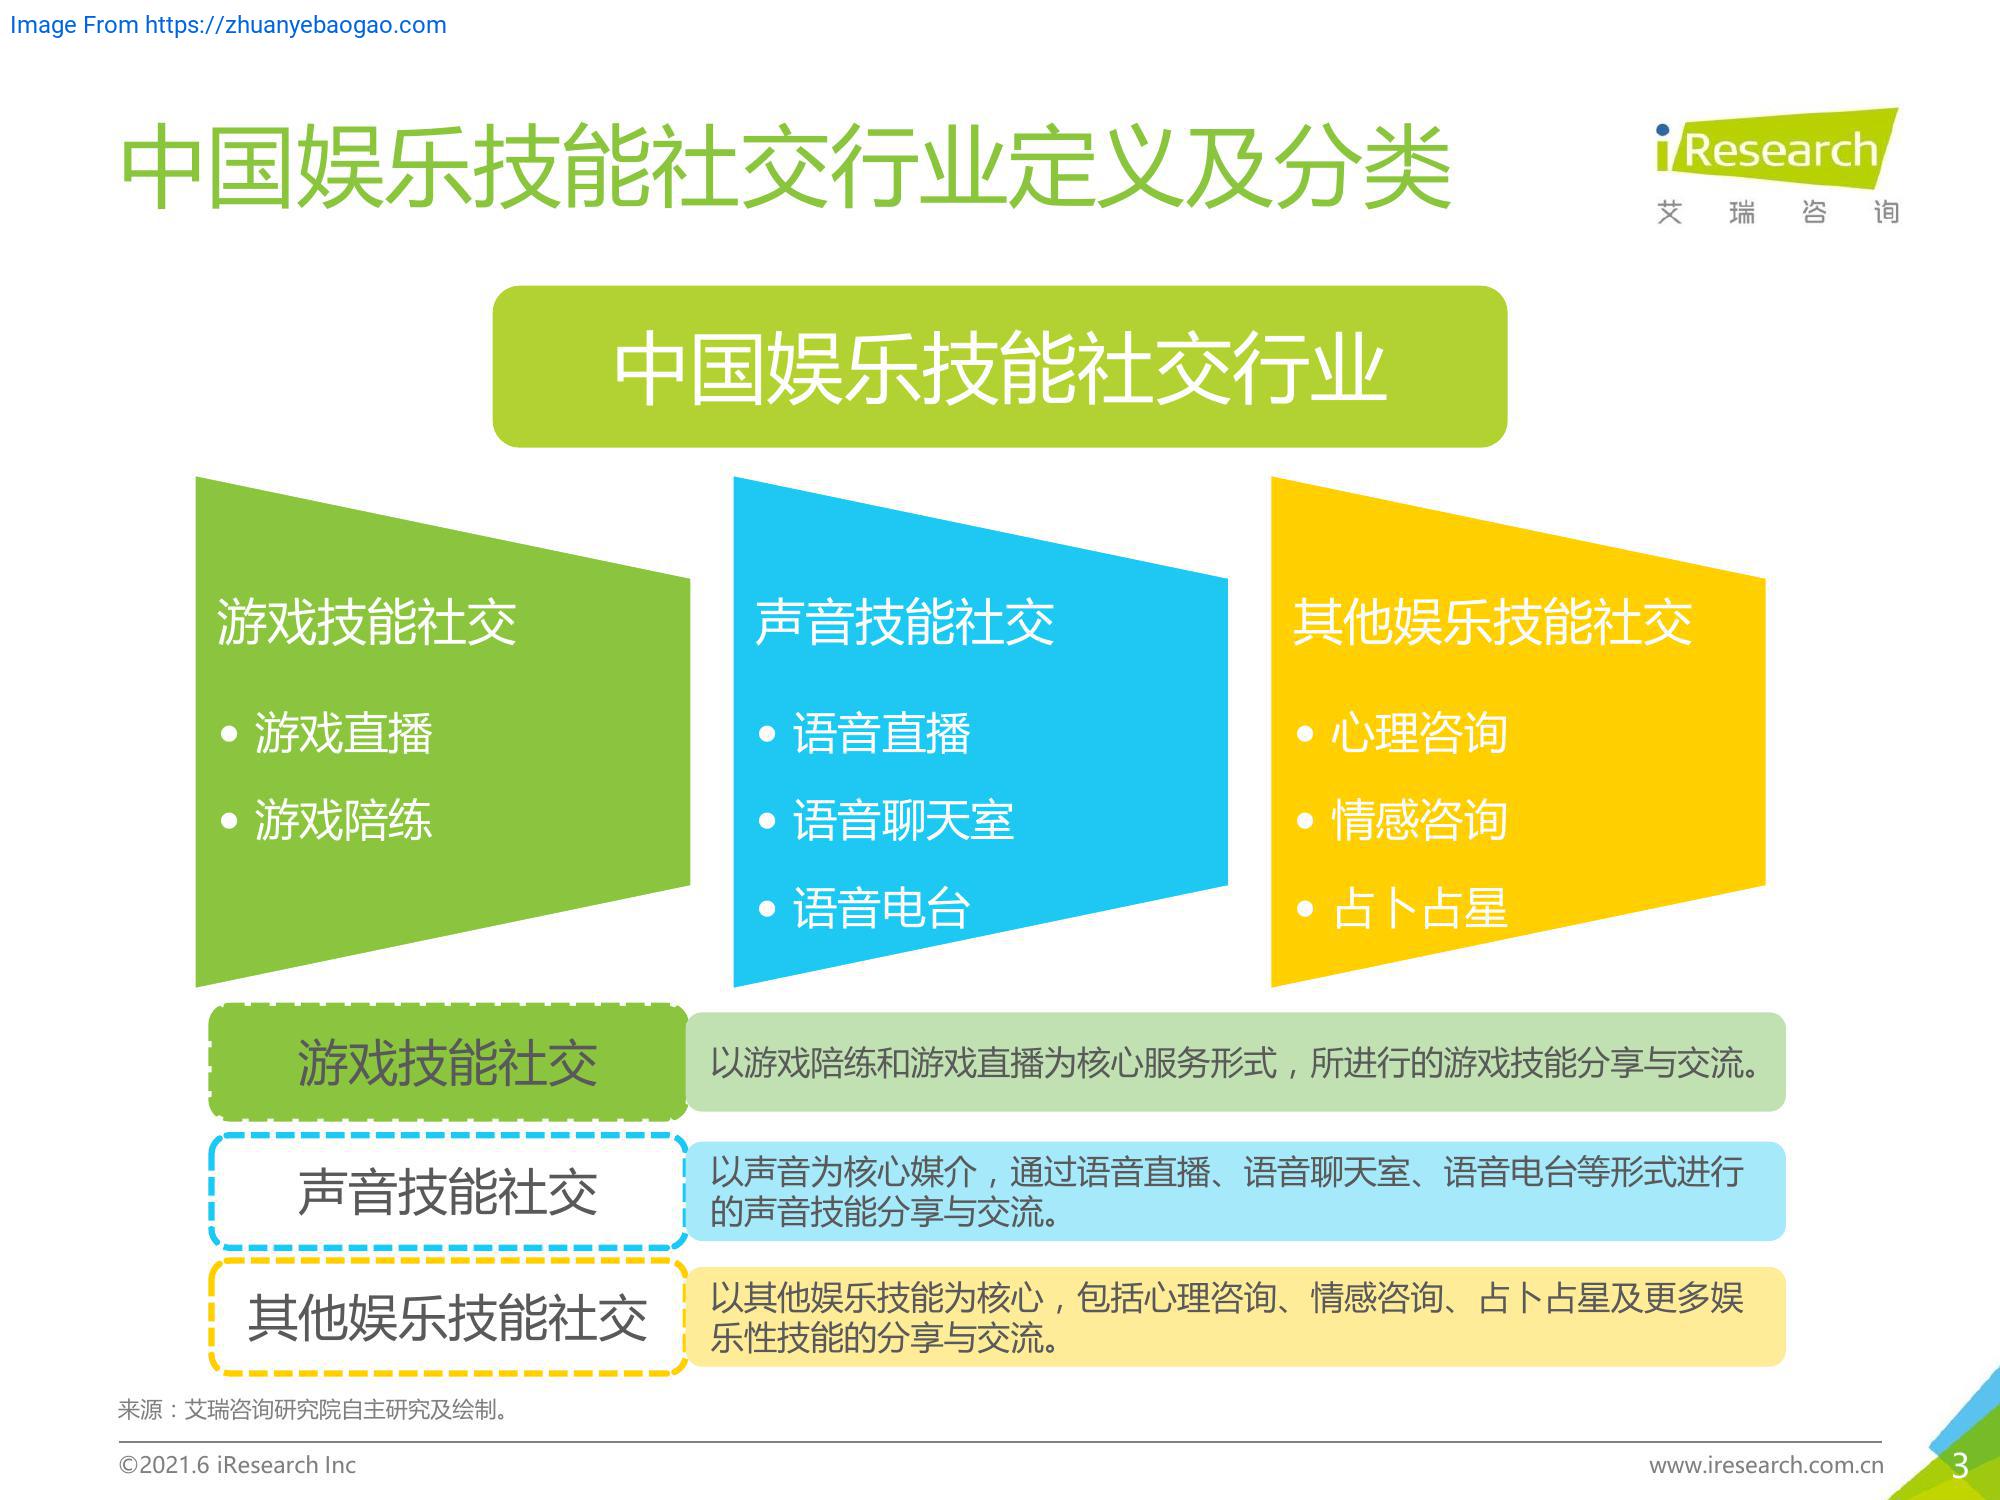 Image From https://zhuanyebaogao.com
中国娱乐技能社交行业定义及分类
iResearch
艾瑞咨询
中国娱乐技能社交行业
游戏技能社交
• 游戏直播
• 游戏陪练
声音技能社交
• 语音直播
• 语音聊天室
• 语音电台
其他娱乐技能社交
• 心理咨询
• 情感咨询
• 占卜占星
游戏技能社交
以游戏陪练和游戏直播为核心服务形式，所进行的游戏技能分享与交流。
声音技能社交
以声音为核心媒介，通过语音直播、语音聊天室、语音电台等形式进行
的声音技能分享与交流。
其他娱乐技能社交
以其他娱乐技能为核心，包括心理咨询、情感咨询、占卜占星及更多娱
乐性技能的分享与交流。
来源：艾瑞咨询研究院自主研究及绘制。
©2021.6 iResearch Inc
www.iresearch.com.cn
3